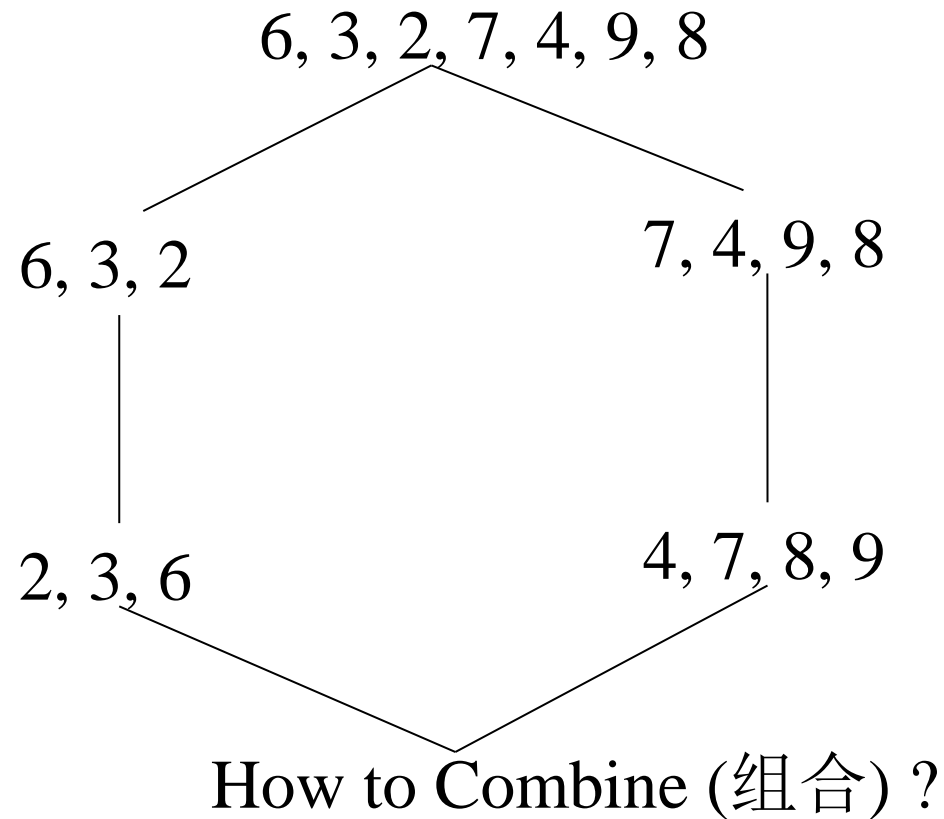 6, 3, 2, 7, 4, 9, 8
6, 3, 2
7, 4, 9, 8
2, 3, 6
4, 7, 8, 9
How to Combine (组合) ?